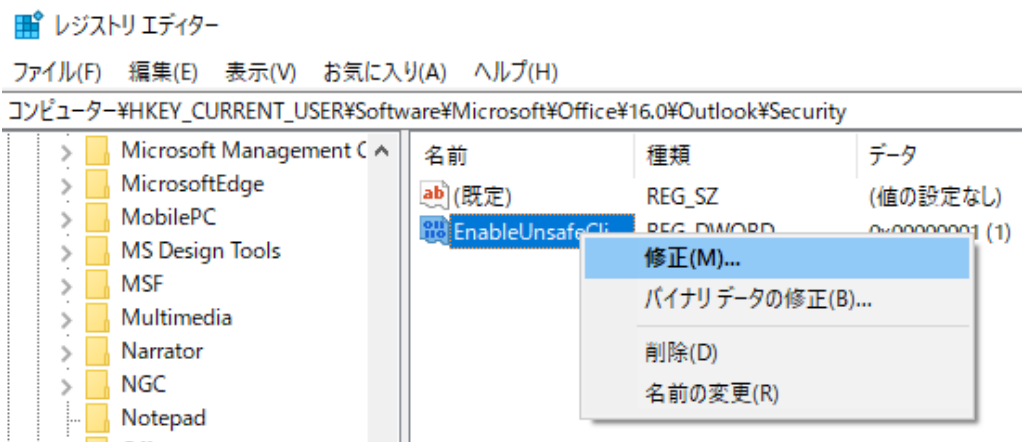 レジストリ エディター
ファイル(F) 編集(E) 表示(V) お気に入り(A) ヘルプ(H)
コンピューター¥HKEY_CURRENT_USER¥Software¥Microsoft¥Office¥16.0¥Outlook¥Security
Microsoft Management C
MicrosoftEdge
MobilePC
MS Design Tools
MSF
Multimedia
Narrator
NGC
Notepad
名前 種類 データ
ab (既定) REG_SZ (値の設定なし)
EnableUnsafeCli... REG_DWORD 0x00000001 (1)
修正(M)...
バイナリ データの修正(B)...
削除(D)
名前の変更(R)